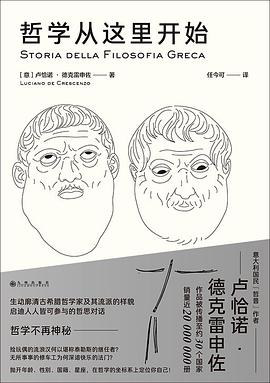 哲学从这里开始
STORIA DELLA FILOSOFIA GRECA
[意] 卢恰诺·德克雷申佐 —— 著
LUCIANO DE CRESCENZO
任今可 —— 译
意大利国民“哲普”作者
——卢恰诺·德克雷申佐
作品被传播至约30个国家
销量近20 000 000册
生动廓清古希腊哲学家及其流派的样貌
启迪人人皆可参与的哲思对话
哲学不再神秘——
捡玩偶的流浪汉何以堪称泰勒斯的继任者?
无所事事的修车工为何深谙快乐的法门?
抛开年龄、性别、国籍、星座,在哲学的坐标系上定位你自己!